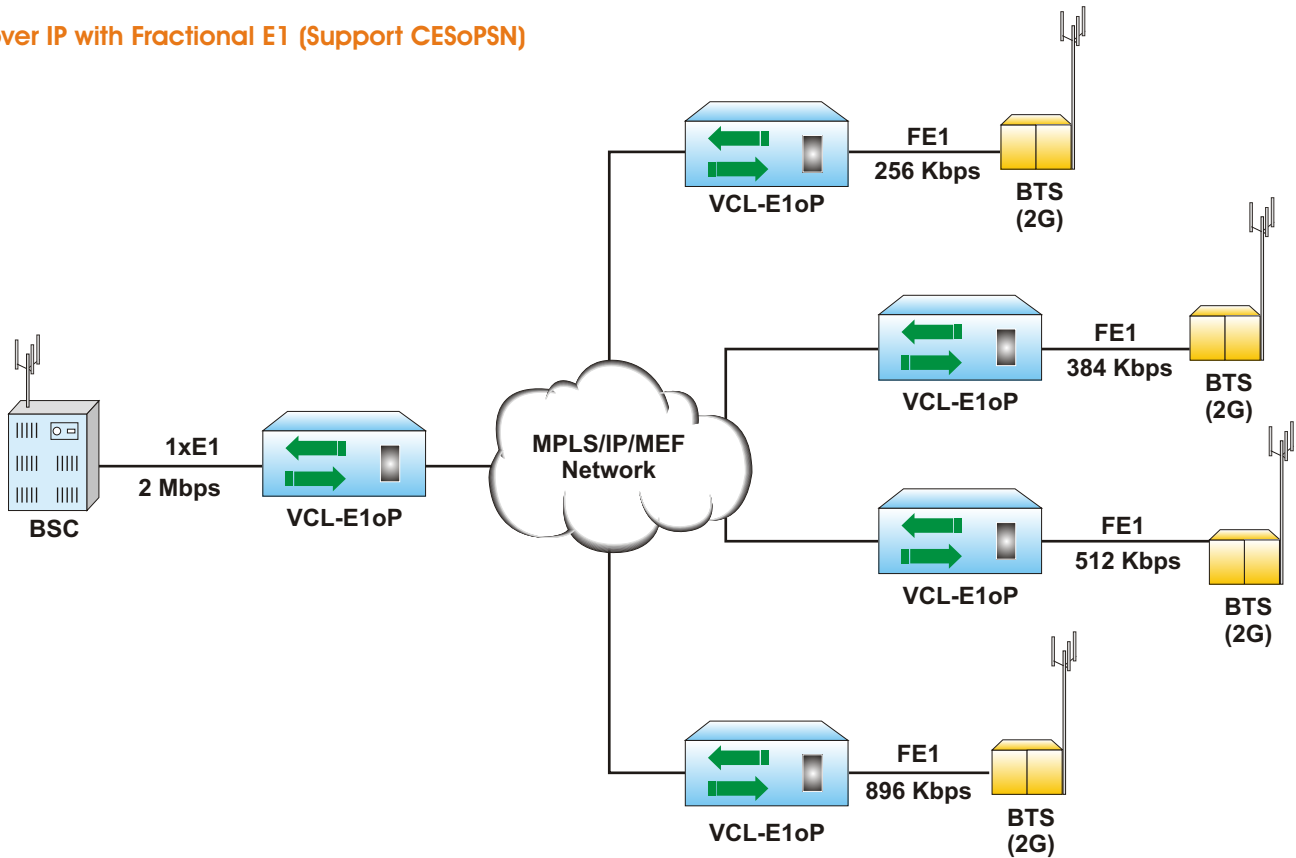 over IP with Fractional E1 (Support CESoPSN)
FE1
256 Kbps
VCL-E1oP
BTS
(2G)
FE1
384 Kbps
VCL-E1oP
BTS
(2G)
1xE1
2 Mbps
BSC
VCL-E1oP
MPLS/IP/MEF
Network
FE1
512 Kbps
VCL-E1oP
BTS
(2G)
FE1
896 Kbps
VCL-E1oP
BTS
(2G)